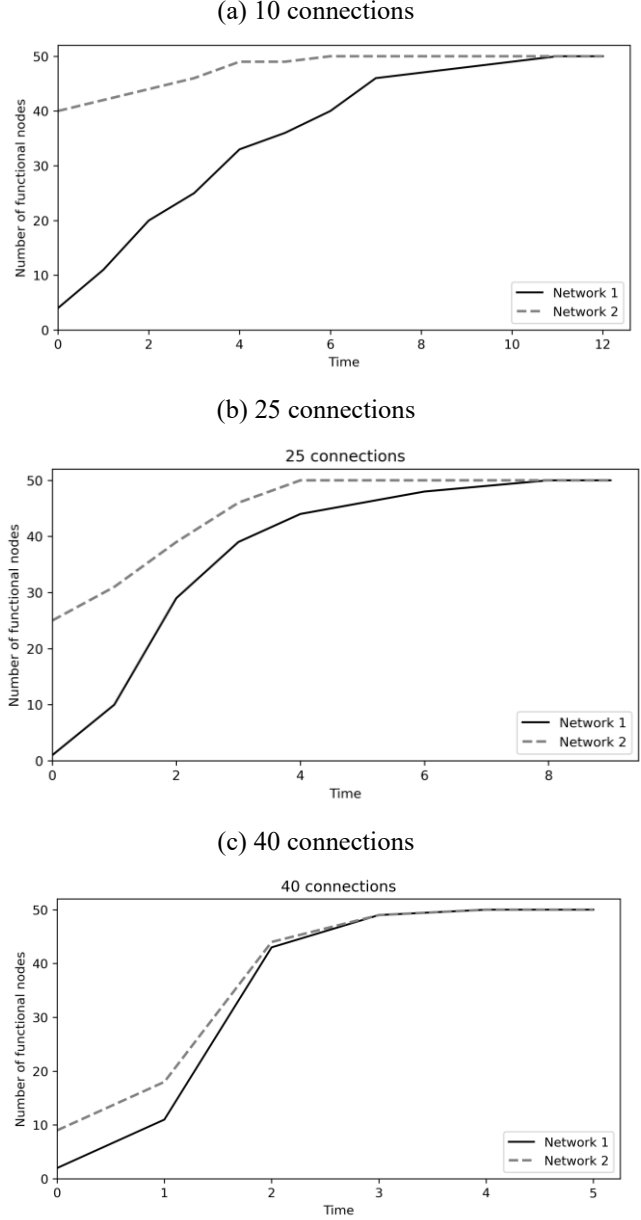 (a) 10 connections
50
40
30
20
10
0
Number of functional nodes
Network 1
Network 2
0 2 4 6 8 10 12
Time
(b) 25 connections
25 connections
50
40
30
20
10
0
Number of functional nodes
Network 1
Network 2
0 2 4 6 8
Time
(c) 40 connections
40 connections
50
40
30
20
10
0
Number of functional nodes
Network 1
Network 2
0 1 2 3 4 5
Time